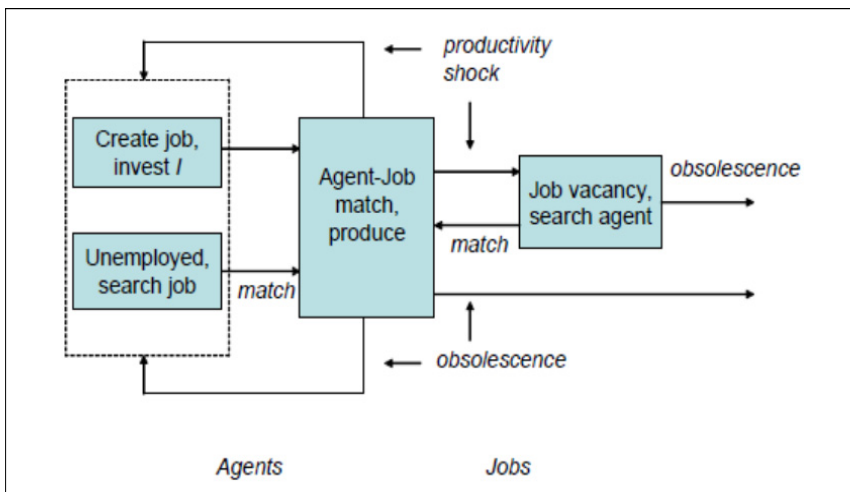 productivity
shock
Create job,
invest I
Agent-Job
match,
produce
Job vacancy,
search agent
obsolescence
match
Unemployed,
search job
match
obsolescence
Agents
Jobs